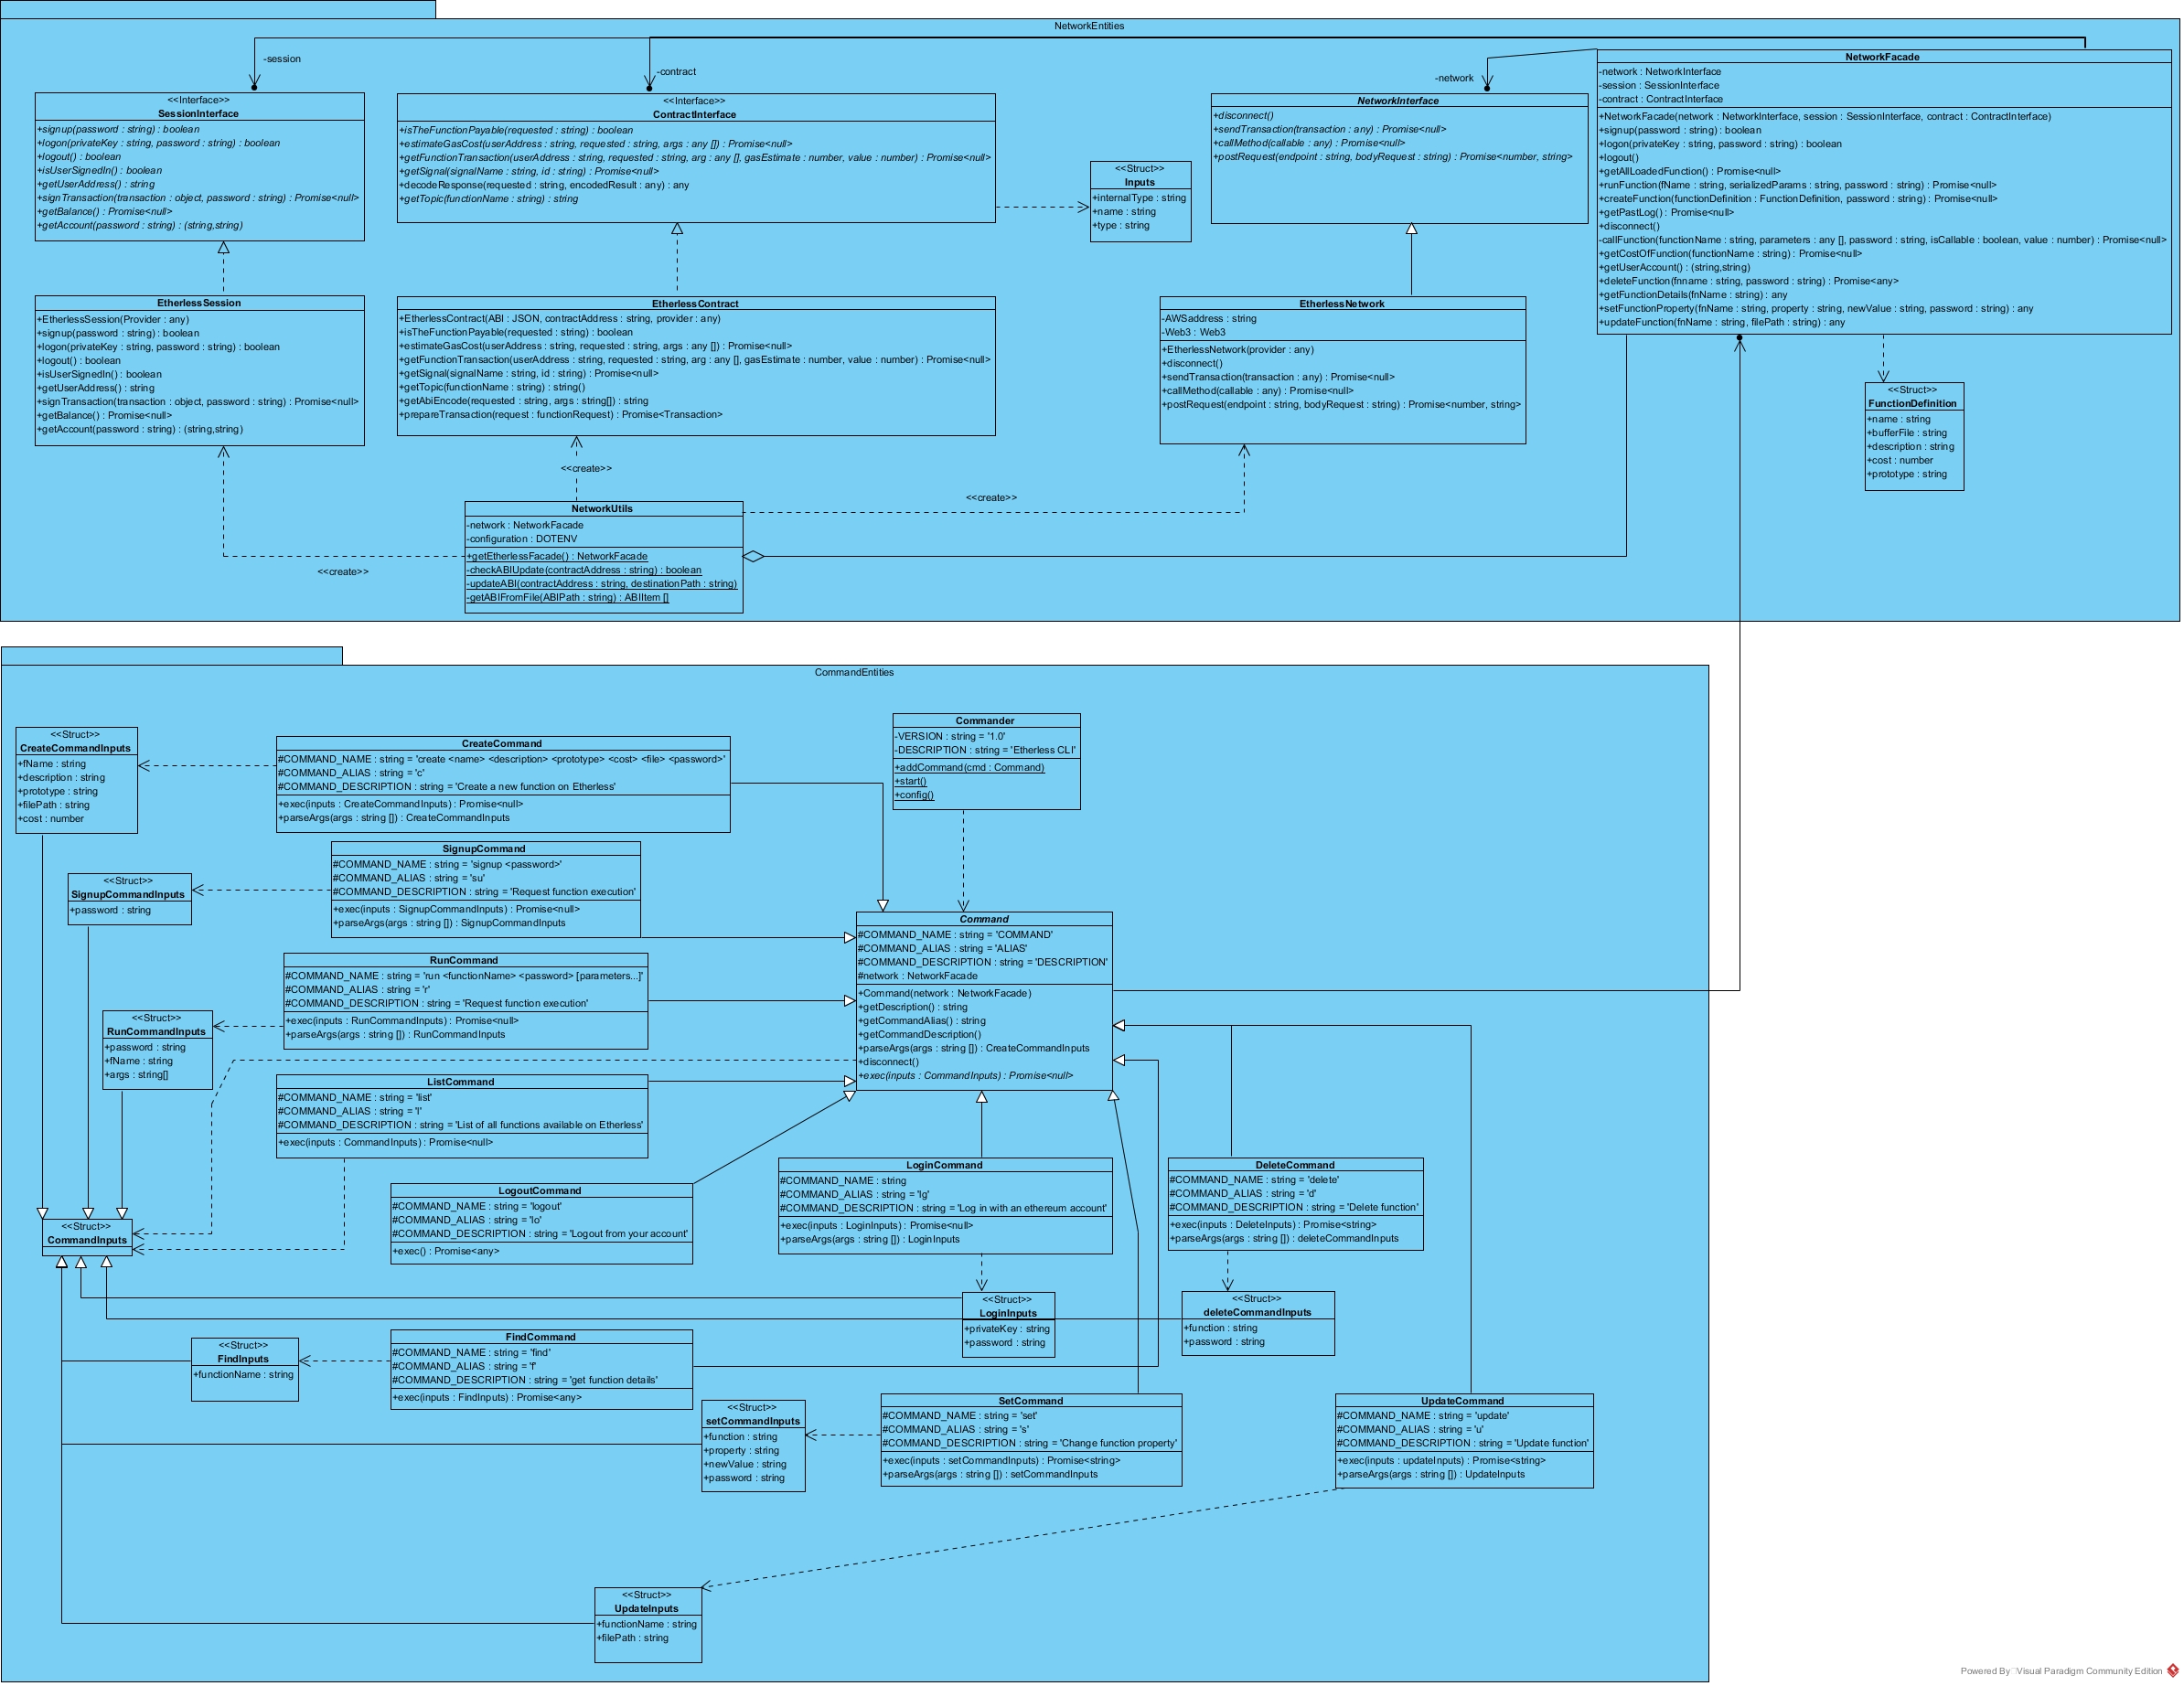 NetworkEntities
-session
-contract
-network
<<Interface>>
SessionInterface
+signup(password : string) : boolean
+logon(privateKey : string, password : string) : boolean
+logout() : boolean
+isUserSignedIn() : boolean
+getUserAddress() : string
+signTransaction(transaction : object, password : string) : Promise<null>
+getBalance() : Promise<null>
+getAccount(password : string) : (string,string)
<<Interface>>
ContractInterface
+isTheFunctionPayable(requested : string) : boolean
+estimateGasCost(userAddress : string, requested : string, args : any []) : Promise<null>
+getFunctionTransaction(userAddress : string, requested : string, arg : any [], gasEstimate : number, value : number) : Promise<null>
+getSignal(signalName : string, id : string) : Promise<null>
+decodeResponse(requested : string, encodedResult : any) : any
+getTopic(functionName : string) : string
<<Struct>>
Inputs
+internalType : string
+name : string
+type : string
NetworkInterface
+disconnect()
+sendTransaction(transaction : any) : Promise<null>
+callMethod(callable : any) : Promise<null>
+postRequest(endpoint : string, bodyRequest : string) : Promise<number, string>
NetworkFacade
-network : NetworkInterface
-session : SessionInterface
-contract : ContractInterface
+NetworkFacade(network : NetworkInterface, session : SessionInterface, contract : ContractInterface)
+signup(password : string) : boolean
+logon(privateKey : string, password : string) : boolean
+logout()
+getAllLoadedFunction() : Promise<null>
+runFunction(fName : string, serializedParams : string, password : string) : Promise<null>
+createFunction(functionDefinition : FunctionDefinition, password : string) : Promise<null>
+getPastLog() : Promise<null>
+disconnect()
-callFunction(functionName : string, parameters : any [], password : string, isCallable : boolean, value : number) : Promise<null>
+getCostOfFunction(functionName : string) : Promise<null>
+getUserAccount() : (string,string)
+deleteFunction(fnname : string, password : string) : Promise<any>
+getFunctionDetails(fnName : string) : any
+setFunctionProperty(fnName : string, property : string, newValue : string, password : string) : any
+updateFunction(fnName : string, filePath : string) : any
EtherlessSession
+EtherlessSession(Provider : any)
+signup(password : string) : boolean
+logon(privateKey : string, password : string) : boolean
+logout() : boolean
+isUserSignedIn() : boolean
+getUserAddress() : string
+signTransaction(transaction : object, password : string) : Promise<null>
+getBalance() : Promise<null>
+getAccount(password : string) : (string,string)
EtherlessContract
+EtherlessContract(ABI : JSON, contractAddress : string, provider : any)
+isTheFunctionPayable(requested : string) : boolean
+estimateGasCost(userAddress : string, requested : string, args : any []) : Promise<null>
+getFunctionTransaction(userAddress : string, requested : string, arg : any [], gasEstimate : number, value : number) : Promise<null>
+getSignal(signalName : string, id : string) : Promise<null>
+getTopic(functionName : string) : string()
+getAbiEncode(requested : string, args : string[]) : string
+prepareTransaction(request : functionRequest) : Promise<Transaction>
EtherlessNetwork
-AWSaddress : string
-Web3 : Web3
+EtherlessNetwork(provider : any)
+disconnect()
+sendTransaction(transaction : any) : Promise<null>
+callMethod(callable : any) : Promise<null>
+postRequest(endpoint : string, bodyRequest : string) : Promise<number, string>
<<Struct>>
FunctionDefinition
+name : string
+bufferFile : string
+description : string
+cost : number
+prototype : string
<<create>>
<<create>>
<<create>>
NetworkUtils
-network : NetworkFacade
-configuration : DOTENV
+getEtherlessFacade() : NetworkFacade
-checkABIUpdate(contractAddress : string) : boolean
-updateABI(contractAddress : string, destinationPath : string)
-getABIFromFile(ABIPath : string) : ABIItem []
CommandEntities
<<Struct>>
CreateCommandInputs
+fName : string
+description : string
+prototype : string
+filePath : string
+cost : number
CreateCommand
#COMMAND_NAME : string = 'create <name> <description> <prototype> <cost> <file> <password>'
#COMMAND_ALIAS : string = 'c'
#COMMAND_DESCRIPTION : string = 'Create a new function on Etherless'
+exec(inputs : CreateCommandInputs) : Promise<null>
+parseArgs(args : string []) : CreateCommandInputs
Commander
-VERSION : string = '1.0'
-DESCRIPTION : string = 'Etherless CLI'
+addCommand(cmd : Command)
+start()
+config()
<<Struct>>
SignupCommandInputs
+password : string
SignupCommand
#COMMAND_NAME : string = 'signup <password>'
#COMMAND_ALIAS : string = 'su'
#COMMAND_DESCRIPTION : string = 'Request function execution'
+exec(inputs : SignupCommandInputs) : Promise<null>
+parseArgs(args : string []) : SignupCommandInputs
Command
#COMMAND_NAME : string = 'COMMAND'
#COMMAND_ALIAS : string = 'ALIAS'
#COMMAND_DESCRIPTION : string = 'DESCRIPTION'
#network : NetworkFacade
+Command(network : NetworkFacade)
+getDescription() : string
+getCommandAlias() : string
+getCommandDescription()
+parseArgs(args : string []) : CreateCommandInputs
+disconnect()
+exec(inputs : CommandInputs) : Promise<null>
RunCommand
#COMMAND_NAME : string = 'run <functionName> <password> [parameters...]'
#COMMAND_ALIAS : string = 'r'
#COMMAND_DESCRIPTION : string = 'Request function execution'
+exec(inputs : RunCommandInputs) : Promise<null>
+parseArgs(args : string []) : RunCommandInputs
<<Struct>>
RunCommandInputs
+password : string
+fName : string
+args : string[]
ListCommand
#COMMAND_NAME : string = 'list'
#COMMAND_ALIAS : string = 'l'
#COMMAND_DESCRIPTION : string = 'List of all functions available on Etherless'
+exec(inputs : CommandInputs) : Promise<null>
LogoutCommand
#COMMAND_NAME : string = 'logout'
#COMMAND_ALIAS : string = 'lo'
#COMMAND_DESCRIPTION : string = 'Logout from your account'
+exec() : Promise<any>
LoginCommand
#COMMAND_NAME : string
#COMMAND_ALIAS : string = 'lg'
#COMMAND_DESCRIPTION : string = 'Log in with an ethereum account'
+exec(inputs : LoginInputs) : Promise<null>
+parseArgs(args : string []) : LoginInputs
DeleteCommand
#COMMAND_NAME : string = 'delete'
#COMMAND_ALIAS : string = 'd'
#COMMAND_DESCRIPTION : string = 'Delete function'
+exec(inputs : DeleteInputs) : Promise<string>
+parseArgs(args : string []) : deleteCommandInputs
<<Struct>>
CommandInputs
<<Struct>>
LoginInputs
+privateKey : string
+password : string
<<Struct>>
deleteCommandInputs
+function : string
+password : string
<<Struct>>
FindInputs
+functionName : string
FindCommand
#COMMAND_NAME : string = 'find'
#COMMAND_ALIAS : string = 'f'
#COMMAND_DESCRIPTION : string = 'get function details'
+exec(inputs : FindInputs) : Promise<any>
<<Struct>>
setCommandInputs
+function : string
+property : string
+newValue : string
+password : string
SetCommand
#COMMAND_NAME : string = 'set'
#COMMAND_ALIAS : string = 's'
#COMMAND_DESCRIPTION : string = 'Change function property'
+exec(inputs : setCommandInputs) : Promise<string>
+parseArgs(args : string []) : setCommandInputs
UpdateCommand
#COMMAND_NAME : string = 'update'
#COMMAND_ALIAS : string = 'u'
#COMMAND_DESCRIPTION : string = 'Update function'
+exec(inputs : updateInputs) : Promise<string>
+parseArgs(args : string []) : UpdateInputs
<<Struct>>
UpdateInputs
+functionName : string
+filePath : string
Powered By Visual Paradigm Community Edition